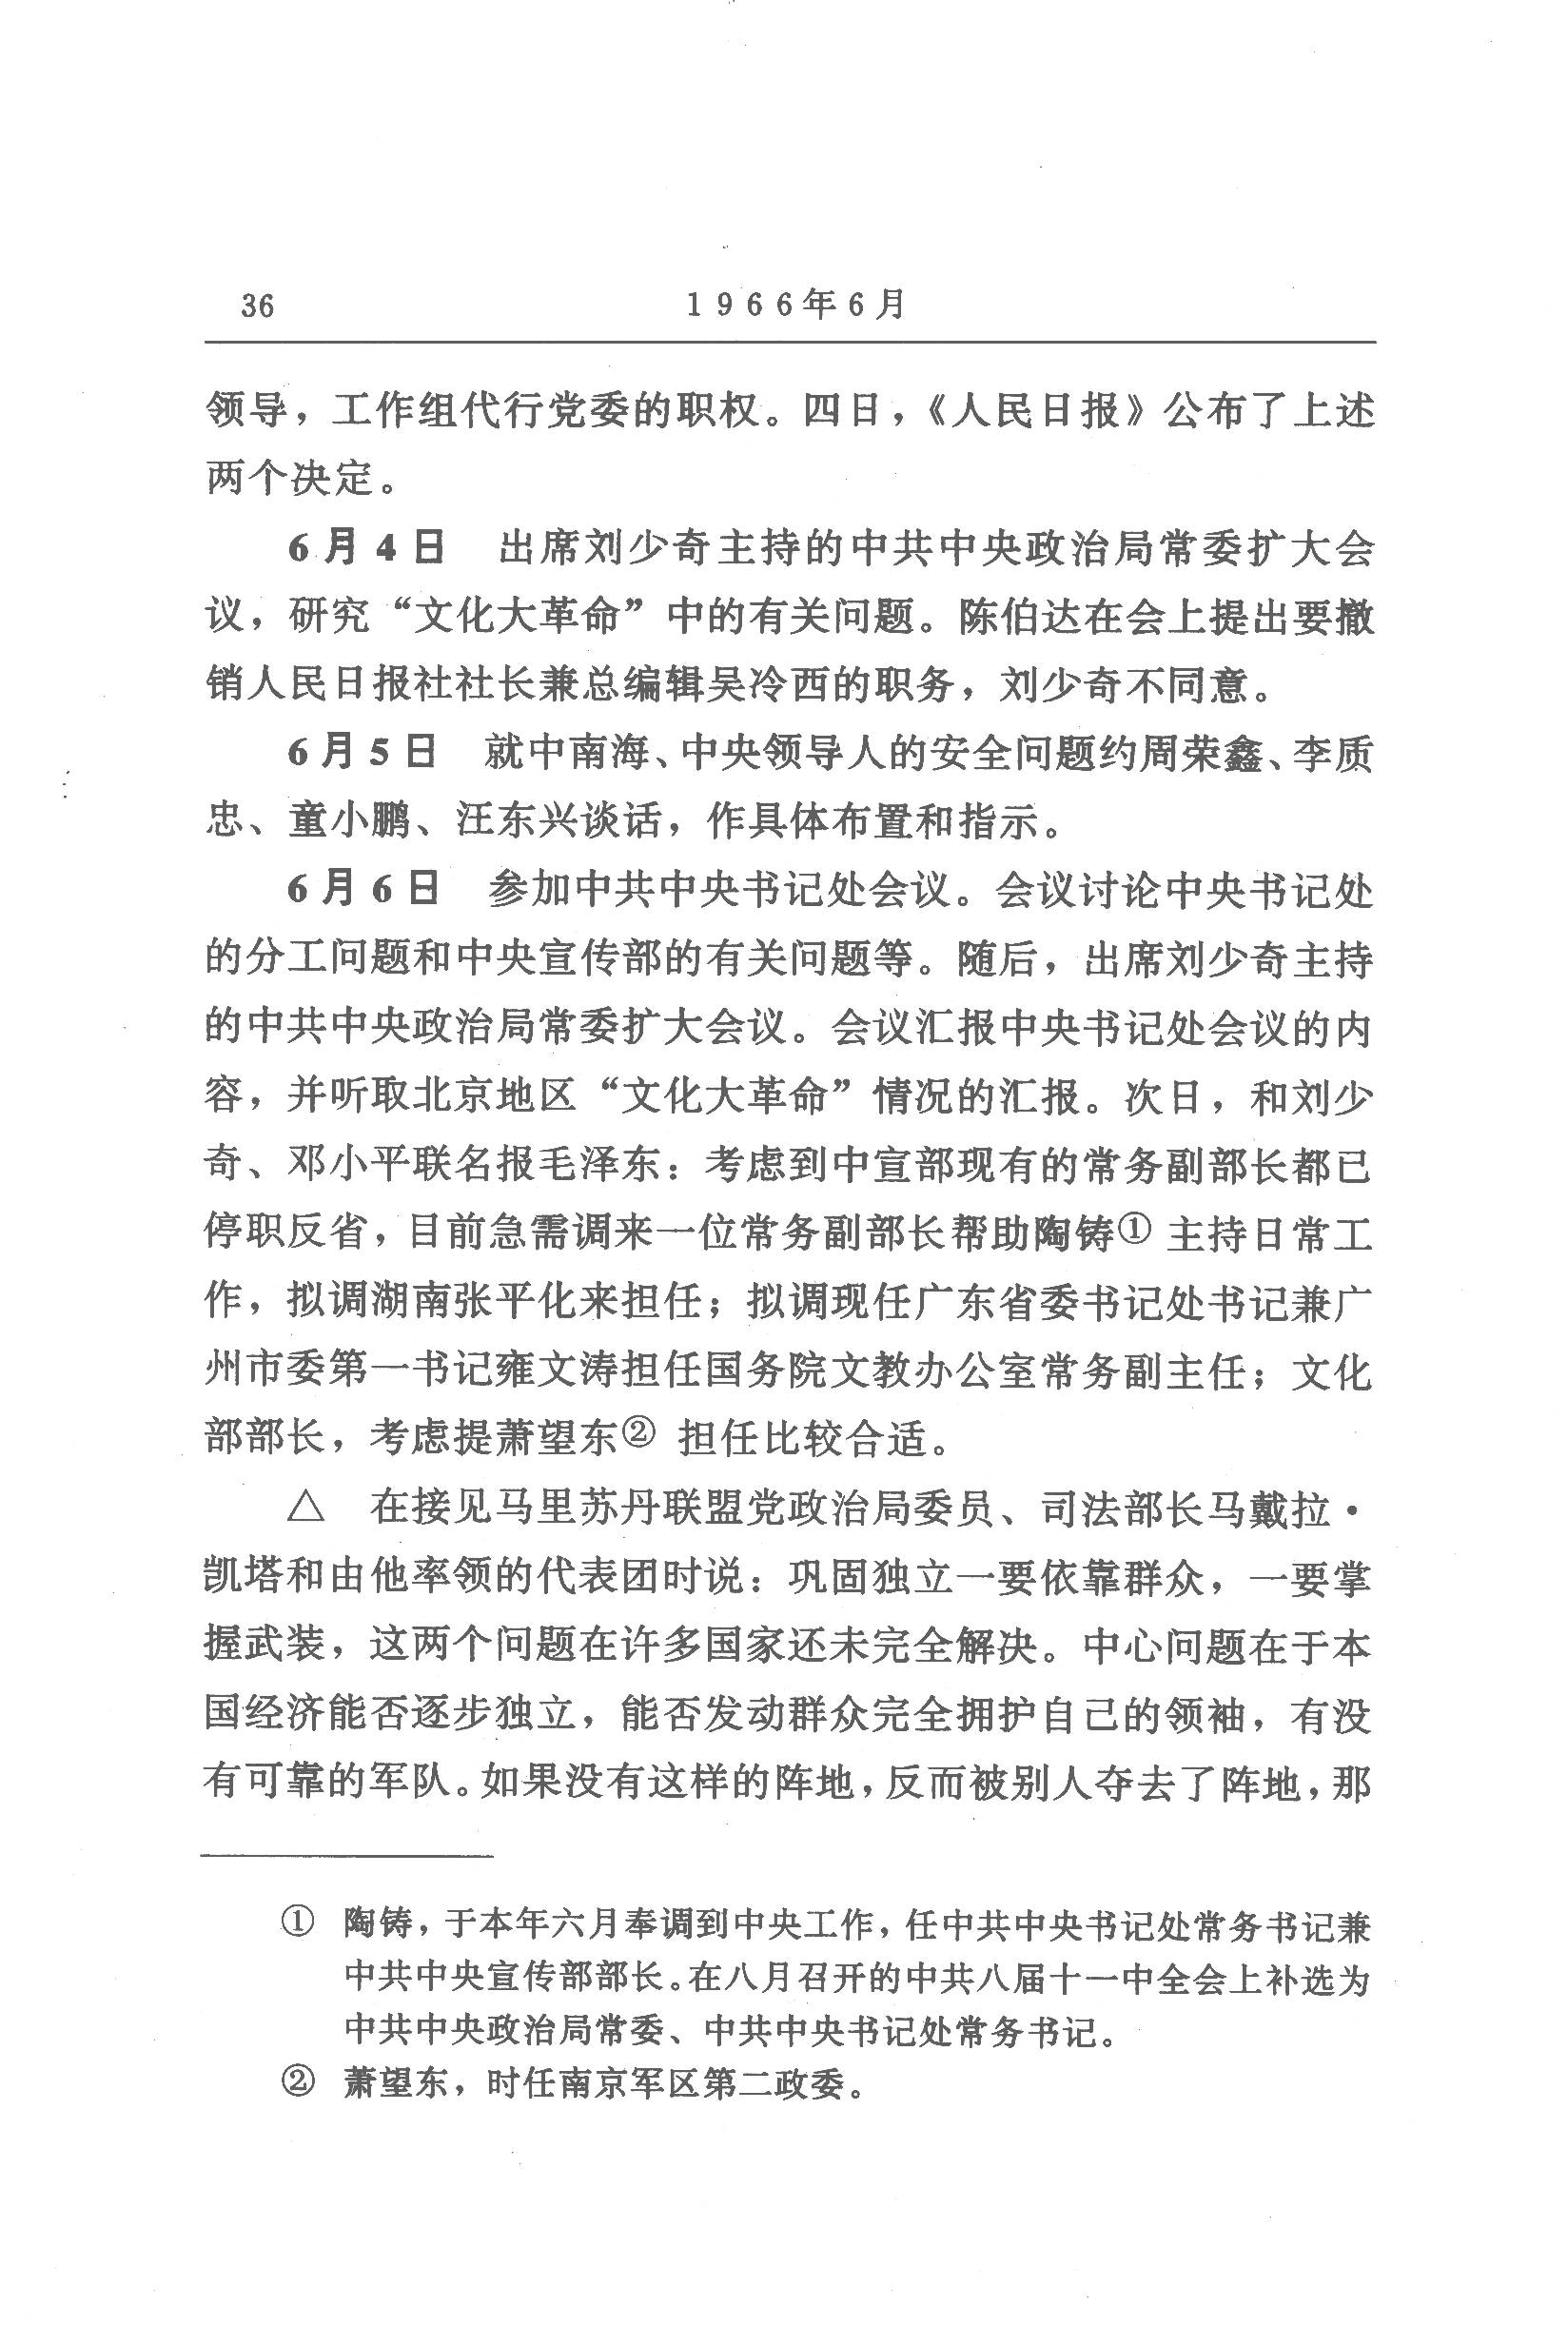 36
1966年6月
领导，工作组代行党委的职权。四日，《人民日报》公布了上述
两个决定。
6月4日 出席刘少奇主持的中共中央政治局常委扩大会
议，研究“文化大革命”中的有关问题。陈伯达在会上提出要撤
销人民日报社社长兼总编辑吴冷西的职务，刘少奇不同意。
6月5日 就中南海、中央领导人的安全问题约周荣鑫、李质
忠、童小鹏、汪东兴谈话，作具体布置和指示。
6月6日 参加中共中央书记处会议。会议讨论中央书记处
的分工问题和中央宣传部的有关问题等。随后，出席刘少奇主持
的中共中央政治局常委扩大会议。会议汇报中央书记处会议的内
容，并听取北京地区“文化大革命”情况的汇报。次日，和刘少
奇、邓小平联名报毛泽东：考虑到中宣部现有的常务副部长都已
停职反省，目前急需调来一位常务副部长帮助陶铸①主持日常工
作，拟调湖南张平化来担任；拟调现任广东省委书记处书记兼广
州市委第一书记雍文涛担任国务院文教办公室常务副主任；文化
部部长，考虑提萧望东②担任比较合适。
△ 在接见马里苏丹联盟党政治局委员、司法部长马戴拉·
凯塔和由他率领的代表团时说：巩固独立一要依靠群众，一要掌
握武装，这两个问题在许多国家还未完全解决。中心问题在于本
国经济能否逐步独立，能否发动群众完全拥护自己的领袖，有没
有可靠的军队。如果没有这样的阵地，反而被别人夺去了阵地，那
① 陶铸，于本年六月奉调到中央工作，任中共中央书记处常务书记兼
中共中央宣传部部长。在八月召开的中共八届十一中全会上补选为
中共中央政治局常委、中共中央书记处常务书记。
② 萧望东，时任南京军区第二政委。